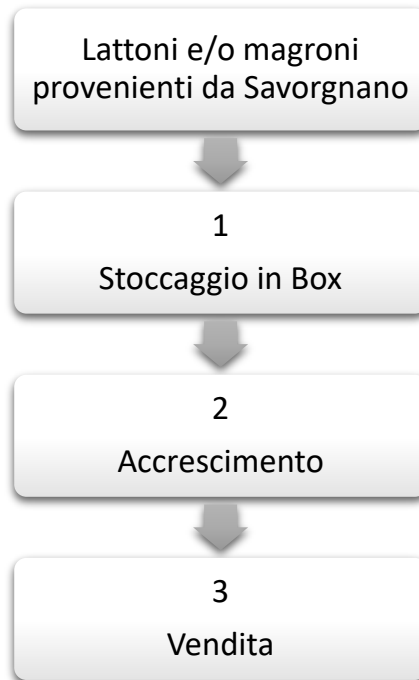 Lattoni e/o magroni
provenienti da Savorgnano
1
Stoccaggio in Box
2
Accrescimento
3
Vendita